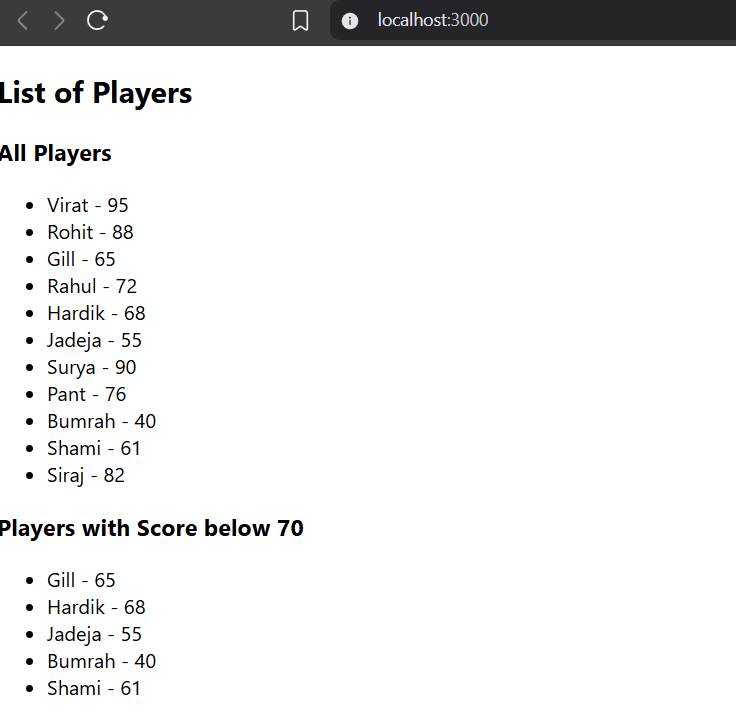 localhost:3000
List of Players
All Players
Virat - 95
Rohit - 88
Gill - 65
Rahul - 72
Hardik - 68
Jadeja - 55
Surya - 90
Pant - 76
Bumrah - 40
Shami - 61
Siraj - 82
Players with Score below 70
Gill - 65
Hardik - 68
Jadeja - 55
Bumrah - 40
Shami - 61